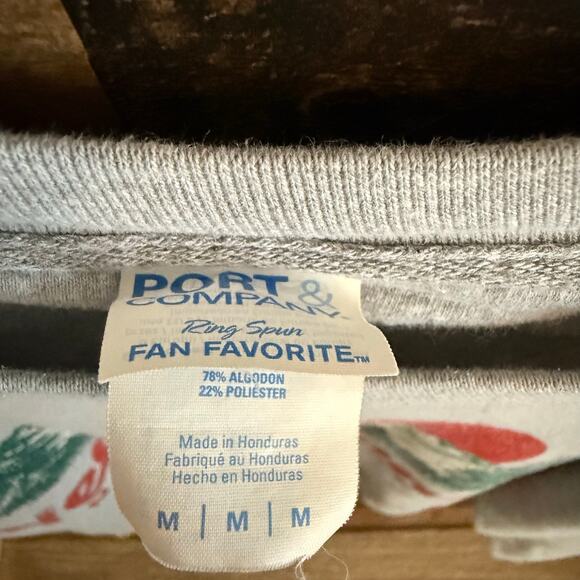 PORT &
COMPANY
Ring Spun
FAN FAVORITE™
78% ALGODON
22% POLIÉSTER
Made in Honduras
Fabriqué au Honduras
Hecho en Honduras
M | M | M